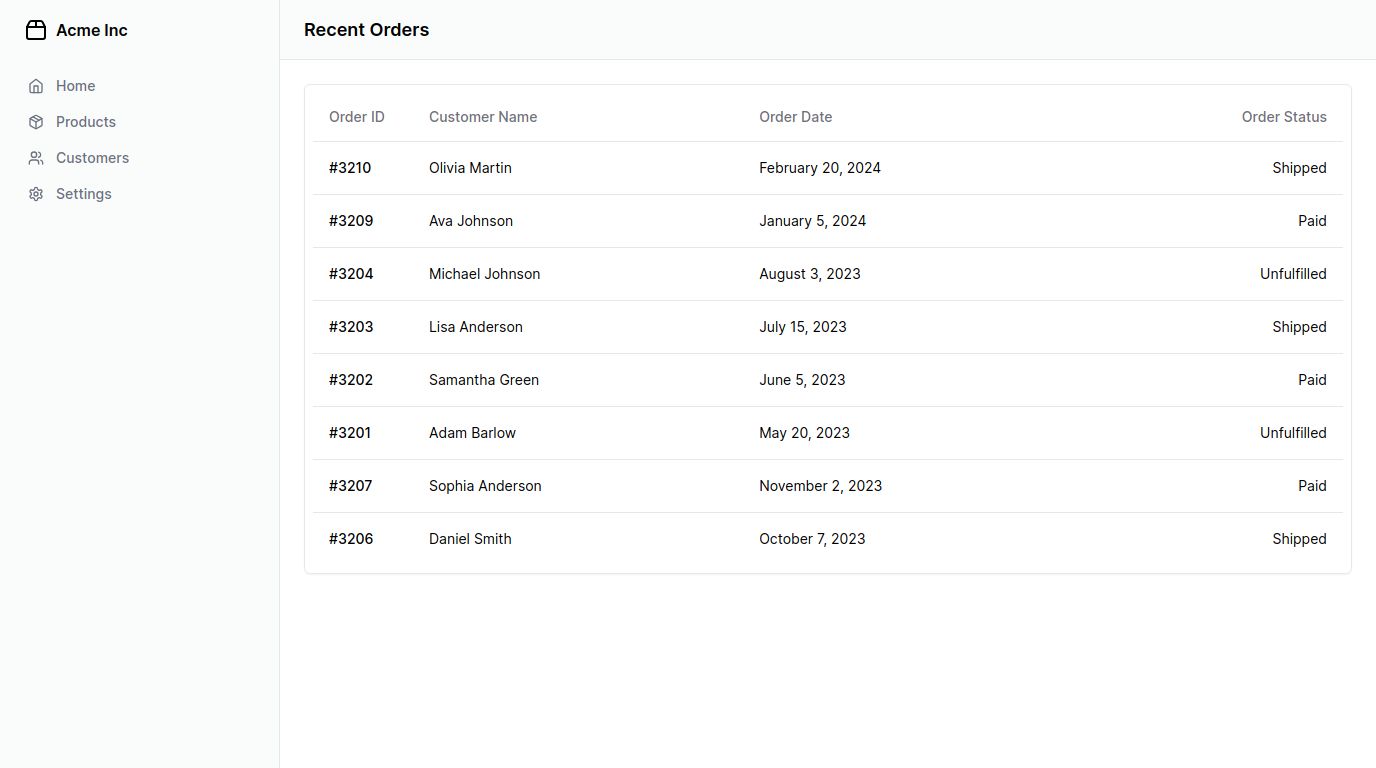 Acme Inc
Home
Products
Customers
Settings
Recent Orders
Order ID Customer Name Order Date Order Status
#3210 Olivia Martin February 20, 2024 Shipped
#3209 Ava Johnson January 5, 2024 Paid
#3204 Michael Johnson August 3, 2023 Unfulfilled
#3203 Lisa Anderson July 15, 2023 Shipped
#3202 Samantha Green June 5, 2023 Paid
#3201 Adam Barlow May 20, 2023 Unfulfilled
#3207 Sophia Anderson November 2, 2023 Paid
#3206 Daniel Smith October 7, 2023 Shipped